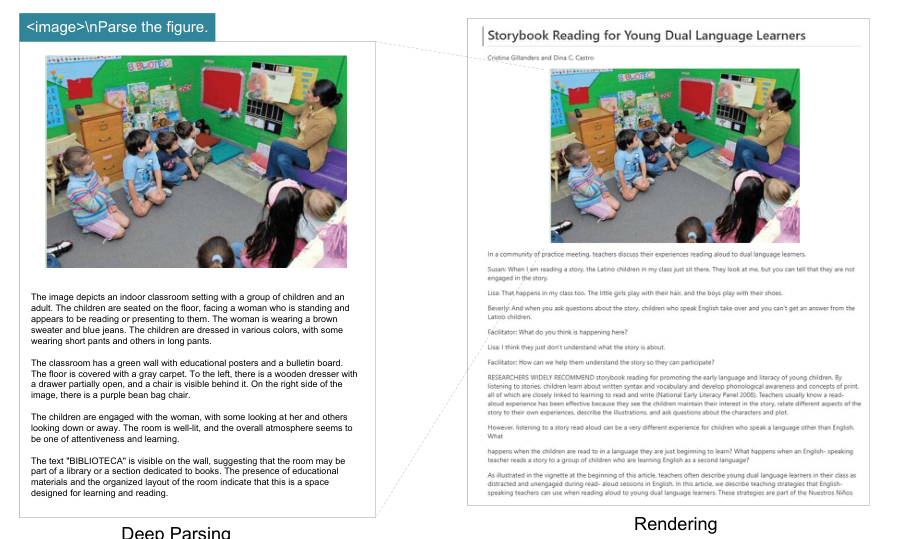 <image>\nParse the figure.
BIBLIOTECA
The image depicts an indoor classroom setting with a group of children and an
adult. The children are seated on the floor, facing a woman who is standing and
appears to be reading or presenting to them. The woman is wearing a brown
sweater and blue jeans. The children are dressed in various colors, with some
wearing short pants and others in long pants.
The classroom has a green wall with educational posters and a bulletin board.
The floor is covered with a gray carpet. To the left, there is a wooden dresser with
a drawer partially open, and a chair is visible behind it. On the right side of the
image, there is a purple bean bag chair.
The children are engaged with the woman, with some looking at her and others
looking down or away. The room is well-lit, and the overall atmosphere seems to
be one of attentiveness and learning.
The text "BIBLIOTECA" is visible on the wall, suggesting that the room may be
part of a library or a section dedicated to books. The presence of educational
materials and the organized layout of the room indicate that this is a space
designed for learning and reading.
Deep Parsing
Storybook Reading for Young Dual Language Learners
Cristina Gillanders and Dina C. Castro
In a community of practice meeting, teachers discuss their experiences reading aloud to dual language learners.
Susan: When I am reading a story, the Latino children in my class just sit there. They look at me, but you can tell that they are not
engaged in the story.
Lisa: That happens in my class too. The little girls play with their hair, and the boys play with their shoes.
Beverly: And when you ask questions about the story, children who speak English take over and you can't get an answer from the
Latino children.
Facilitator: What do you think is happening here?
Lisa: I think they just don't understand what the story is about.
Facilitator: How can we help them understand the story so they can participate?
RESEARCHERS WIDELY RECOMMEND storybook reading for promoting the early language and literacy of young children. By
listening to stories, children learn about written syntax and vocabulary and develop phonological awareness and concepts of print,
all of which are closely linked to learning to read and write (National Early Literacy Panel 2008). Teachers usually know a read-
aloud experience has been effective because they see the children maintain their interest in the story, relate different aspects of the
story to their own experiences, describe the illustrations, and ask questions about the characters and plot.
However, listening to a story read aloud can be a very different experience for children who speak a language other than English.
What
happens when the children are read to in a language they are just beginning to learn? What happens when an English- speaking
teacher reads a story to a group of children who are learning English as a second language?
As illustrated in the vignette at the beginning of this article, teachers often describe young dual language learners in their class as
distracted and unengaged during read- aloud sessions in English. In this article, we describe teaching strategies that English-
speaking teachers can use when reading aloud to young dual language learners. These strategies are part of the Nuestros Niños
Rendering